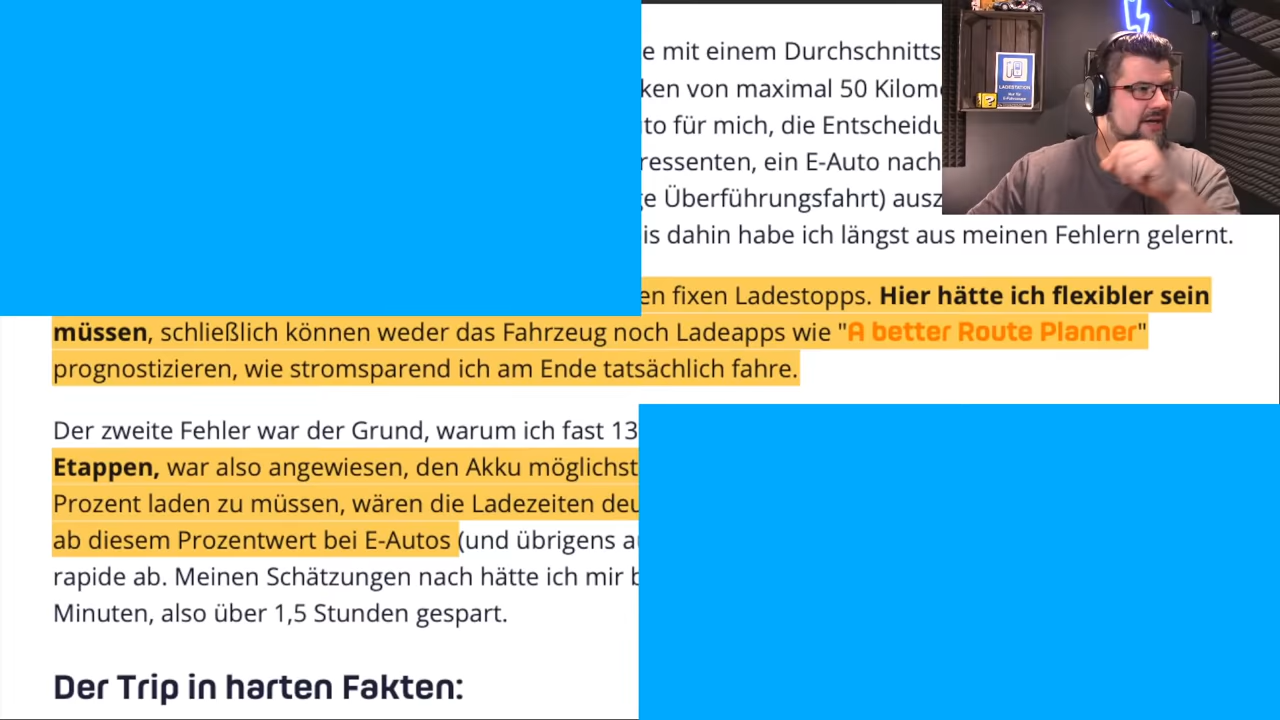 e mit einem Durchschnitts
ken von maximal 50 Kilom
to für mich, die Entscheidu
ressenten, ein E-Auto nach
e Überführungsfahrt) ausz
is dahin habe ich längst aus meinen Fehlern gelernt.
en fixen Ladestopps. Hier hätte ich flexibler sein
müssen, schließlich können weder das Fahrzeug noch Ladeapps wie "A better Route Planner"
prognostizieren, wie stromsparend ich am Ende tatsächlich fahre.
Der zweite Fehler war der Grund, warum ich fast 13
Etappen, war also angewiesen, den Akku möglichst
Prozent laden zu müssen, wären die Ladezeiten deu
ab diesem Prozentwert bei E-Autos (und übrigens a
rapide ab. Meinen Schätzungen nach hätte ich mir b
Minuten, also über 1,5 Stunden gespart.
Der Trip in harten Fakten:
LADESTATION